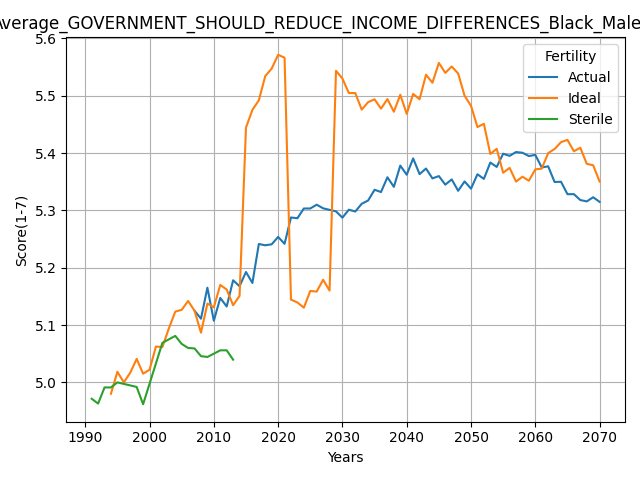 Average_GOVERNMENT_SHOULD_REDUCE_INCOME_DIFFERENCES_Black_Male
5.6
5.5
5.4
5.3
5.2
5.1
5.0
Score(1-7)
Fertility
Actual
Ideal
Sterile
1990 2000 2010 2020 2030 2040 2050 2060 2070
Years